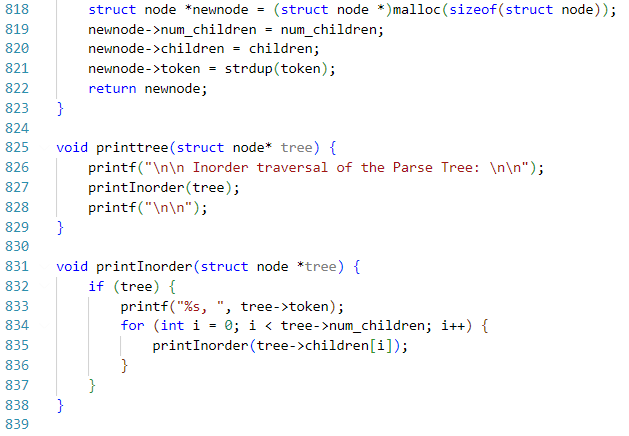 818 struct node *newnode = (struct node *)malloc(sizeof(struct node));
819 newnode->num_children = num_children;
820 newnode->children = children;
821 newnode->token = strdup(token);
822 return newnode;
823 }
824
825 void printtree(struct node* tree) {
826 printf("\n\n Inorder traversal of the Parse Tree: \n\n");
827 printInorder(tree);
828 printf("\n\n");
829 }
830
831 void printInorder(struct node *tree) {
832 if (tree) {
833 printf("%s, ", tree->token);
834 for (int i = 0; i < tree->num_children; i++) {
835 printInorder(tree->children[i]);
836 }
837 }
838 }
839